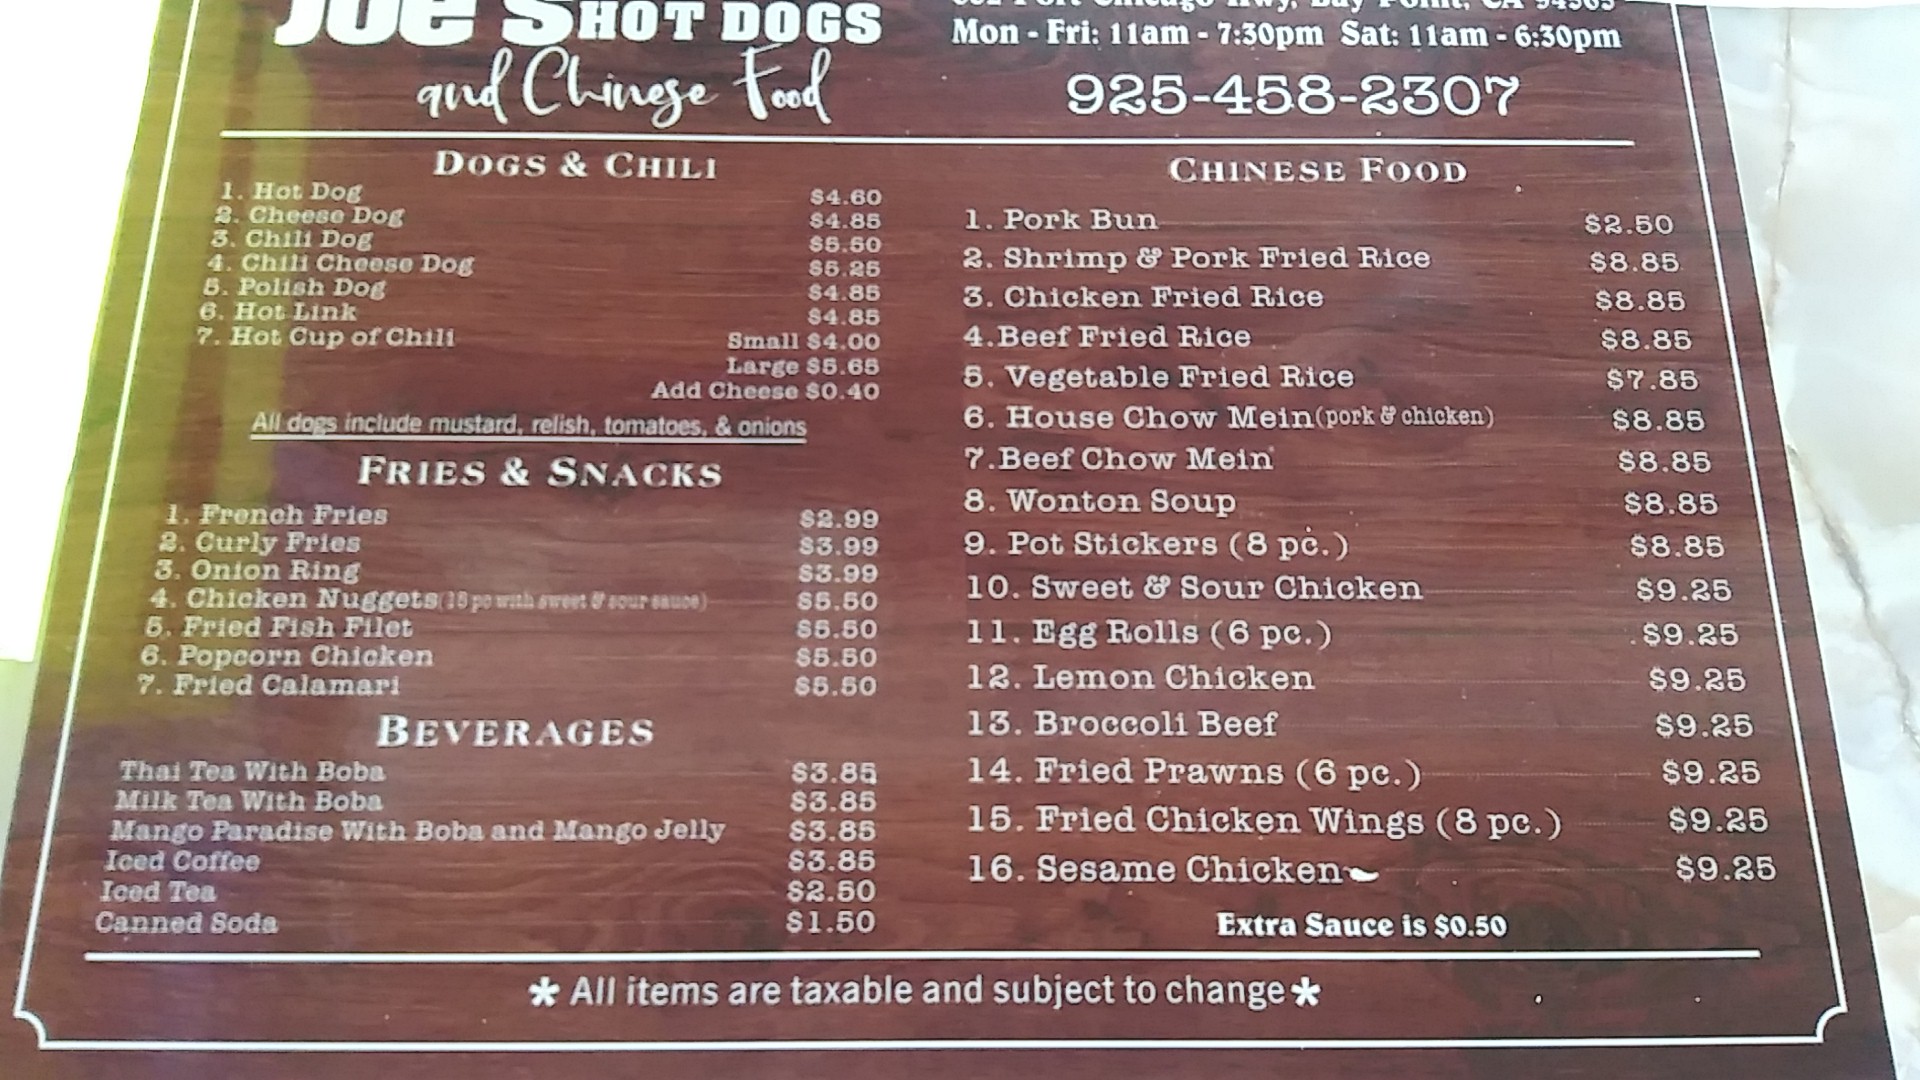 Joe's HOT DOGS
and Chinese Food
Port Chicago Hwy, Bay Point, CA 94565
Mon - Fri: 11am - 7:30pm Sat: 11am - 6:30pm
925-458-2307
DOGS & CHILI
1. Hot Dog $4.60
2. Cheese Dog $4.85
3. Chili Dog $5.50
4. Chili Cheese Dog $5.25
5. Polish Dog $4.85
6. Hot Link $4.85
7. Hot Cup of Chili Small $4.00
Large $5.65
Add Cheese $0.40
All dogs include mustard, relish, tomatoes, & onions
FRIES & SNACKS
1. French Fries $2.99
2. Curly Fries $3.99
3. Onion Ring $3.99
4. Chicken Nuggets(15 pc with sweet & sour sauce) $5.50
5. Fried Fish Filet $5.50
6. Popcorn Chicken $5.50
7. Fried Calamari $5.50
BEVERAGES
Thai Tea With Boba $3.85
Milk Tea With Boba $3.85
Mango Paradise With Boba and Mango Jelly $3.85
Iced Coffee $3.85
Iced Tea $2.50
Canned Soda $1.50
CHINESE FOOD
1. Pork Bun $2.50
2. Shrimp & Pork Fried Rice $8.85
3. Chicken Fried Rice $8.85
4.Beef Fried Rice $8.85
5. Vegetable Fried Rice $7.85
6. House Chow Mein(pork & chicken) $8.85
7.Beef Chow Mein $8.85
8. Wonton Soup $8.85
9. Pot Stickers (8 pc.) $8.85
10. Sweet & Sour Chicken $9.25
11. Egg Rolls (6 pc.) $9.25
12. Lemon Chicken $9.25
13. Broccoli Beef $9.25
14. Fried Prawns (6 pc.) $9.25
15. Fried Chicken Wings (8 pc.) $9.25
16. Sesame Chicken $9.25
Extra Sauce is $0.50
* All items are taxable and subject to change *